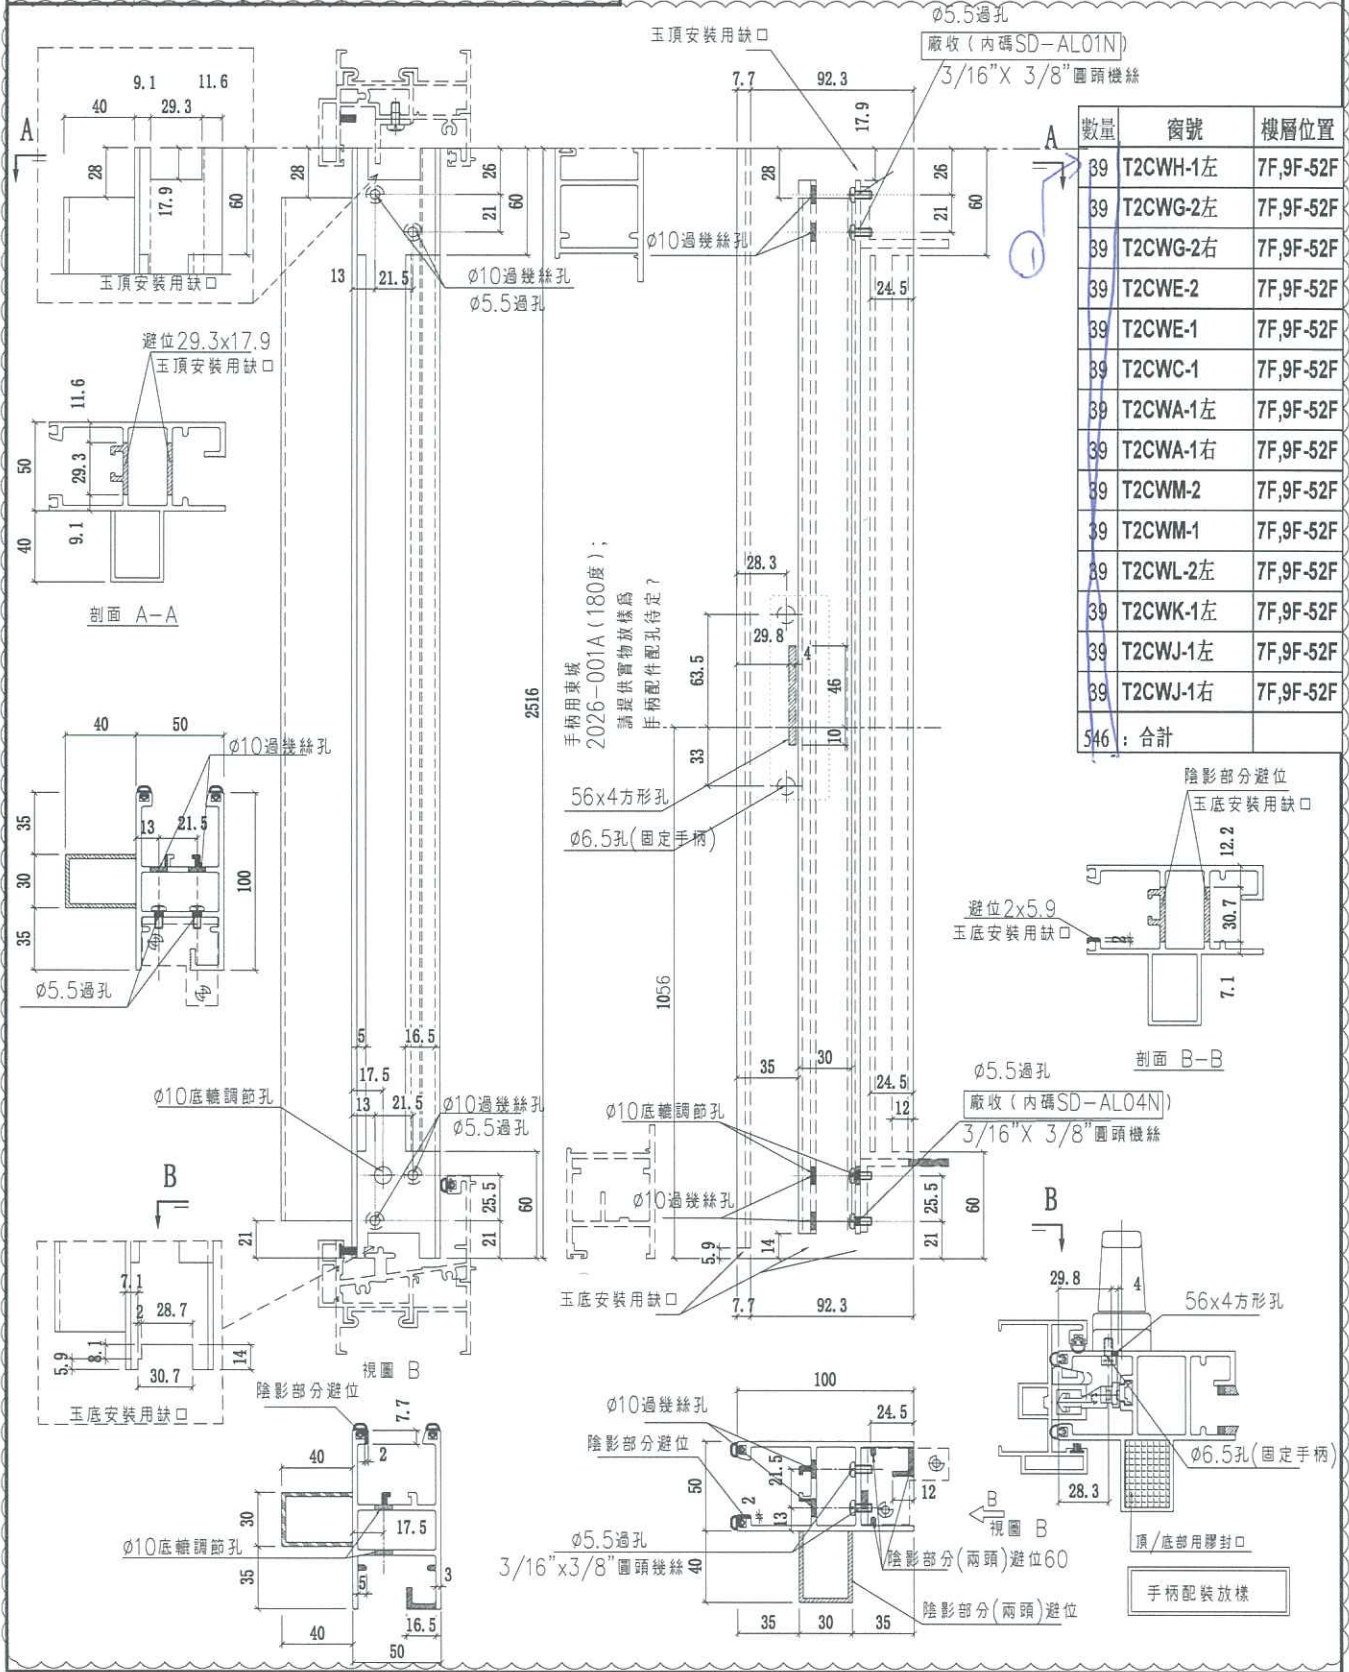 ø5.5過孔
玉頂安裝用缺口
廠收(內碼SD-AL01N)
3/16"X 3/8"圓頭機絲
7.7
92.3
17.9
9.1
11.6
40
29.3
A
28
17.9
60
玉頂安裝用缺口
28
26
21
60
13
21.5
ø10過幾絲孔
ø5.5過孔
28
26
21
60
ø10過幾絲孔
24.5
A
1
數量 窗號 樓層位置
39 T2CWH-1左 7F,9F-52F
39 T2CWG-2左 7F,9F-52F
39 T2CWG-2右 7F,9F-52F
39 T2CWE-2 7F,9F-52F
39 T2CWE-1 7F,9F-52F
39 T2CWC-1 7F,9F-52F
39 T2CWA-1左 7F,9F-52F
39 T2CWA-1右 7F,9F-52F
39 T2CWM-2 7F,9F-52F
39 T2CWM-1 7F,9F-52F
39 T2CWL-2左 7F,9F-52F
39 T2CWK-1左 7F,9F-52F
39 T2CWJ-1左 7F,9F-52F
39 T2CWJ-1右 7F,9F-52F
546 : 合計
避位29.3x17.9
玉頂安裝用缺口
11.6
50
29.3
9.1
40
剖面 A-A
2516
手柄用東城
2026-001A(180度);
請提供實物放樣爲
手柄配件配孔待定?
28.3
29.8
4
63.5
46
10
33
56x4方形孔
ø6.5孔(固定手柄)
1056
40
50
ø10過幾絲孔
35
13
21.5
30
100
35
ø5.5過孔
陰影部分避位
玉底安裝用缺口
12.2
避位2x5.9
玉底安裝用缺口
2
30.7
7.1
剖面 B-B
5
16.5
17.5
ø10底轆調節孔
13
21.5
ø10過幾絲孔
ø5.5過孔
25.5
60
21
21
B
35
30
24.5
12
ø10底轆調節孔
ø5.5過孔
廠收(內碼SD-AL04N)
3/16"X 3/8"圓頭機絲
ø10過幾絲孔
25.5
60
21
14
5.9
玉底安裝用缺口
7.7
92.3
B
7.1
2
28.7
5.9
8.1
14
30.7
玉底安裝用缺口
視圖 B
陰影部分避位
7.7
40
2
30
17.5
ø10底轆調節孔
35
5
3
16.5
40
50
100
ø10過幾絲孔
24.5
陰影部分避位
50
21.5
2
13
12
ø5.5過孔
3/16"x3/8"圓頭幾絲
40
B
視圖 B
陰影部分(兩頭)避位60
陰影部分(兩頭)避位
35
30
35
29.8
4
56x4方形孔
ø6.5孔(固定手柄)
28.3
頂/底部用膠封口
手柄配裝放樣